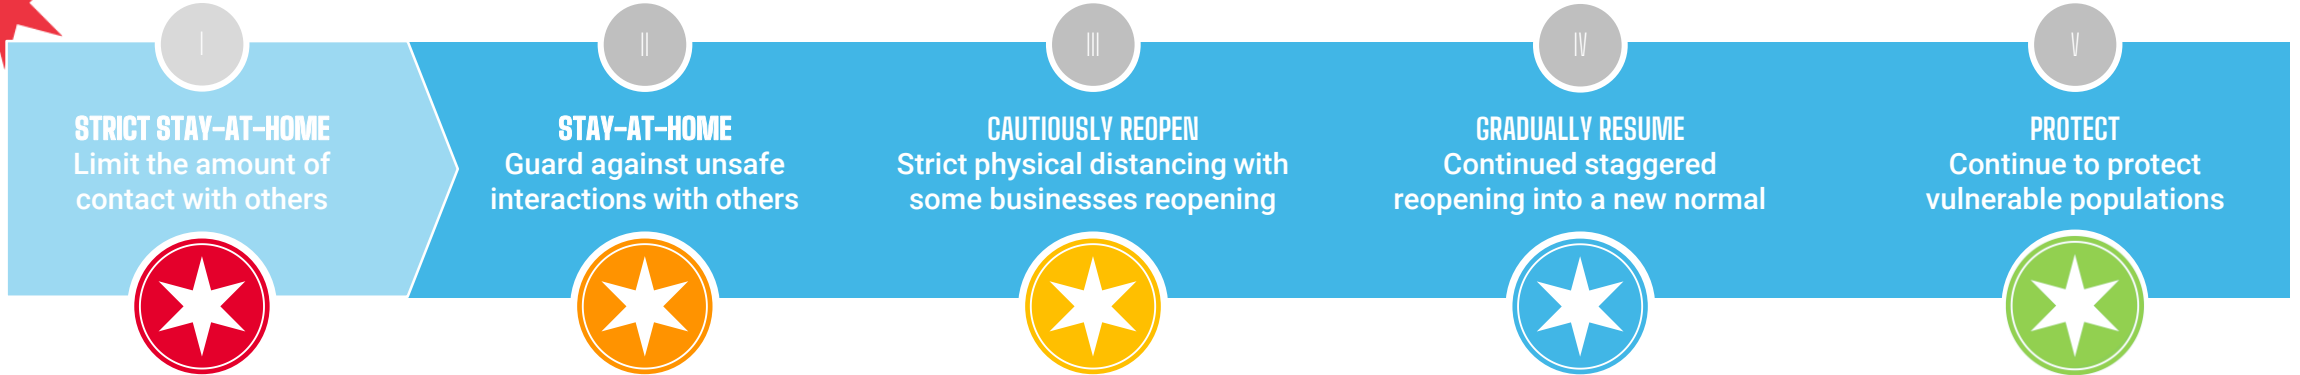 I
STRICT STAY-AT-HOME
Limit the amount of
contact with others
II
STAY-AT-HOME
Guard against unsafe
interactions with others
III
CAUTIOUSLY REOPEN
Strict physical distancing with
some businesses reopening
IV
GRADUALLY RESUME
Continued staggered
reopening into a new normal
V
PROTECT
Continue to protect
vulnerable populations